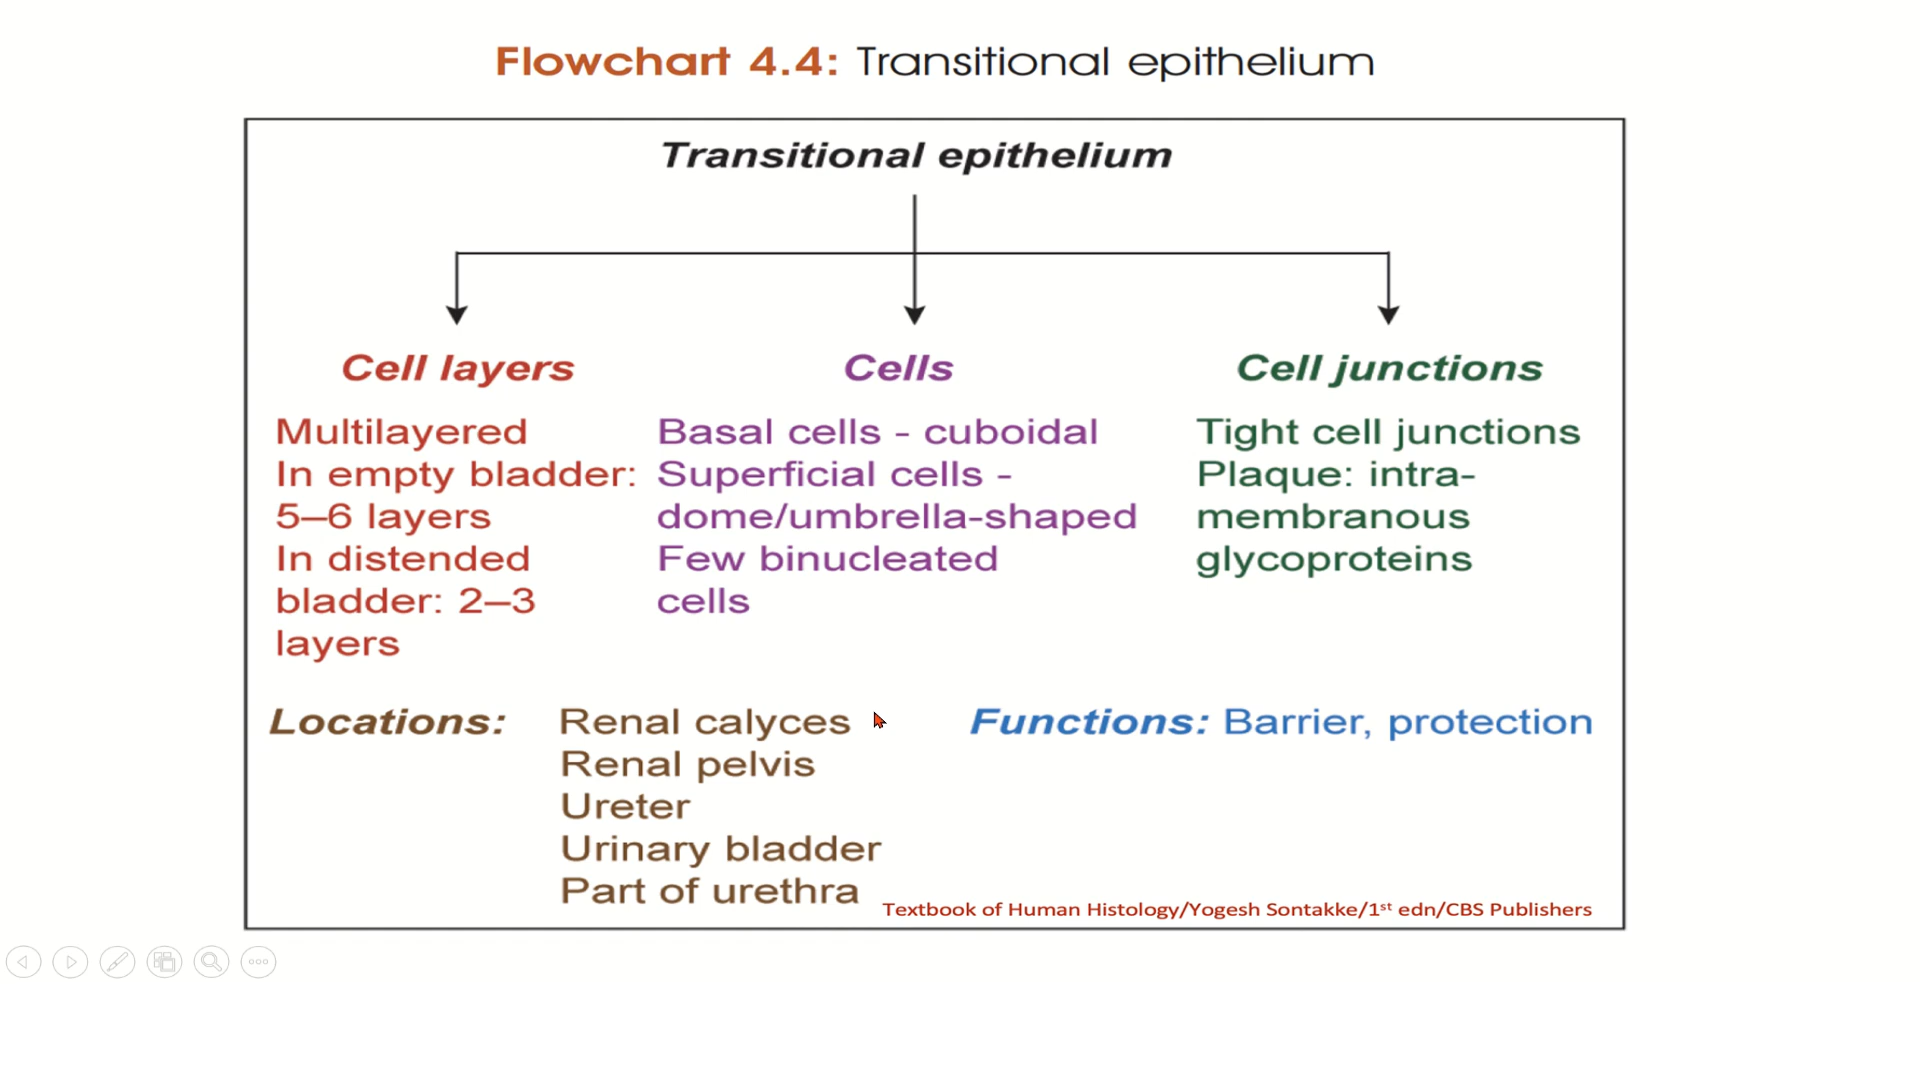 Flowchart 4.4: Transitional epithelium
Transitional epithelium
Cell layers
Multilayered
In empty bladder:
5–6 layers
In distended
bladder: 2–3
layers
Cells
Basal cells - cuboidal
Superficial cells -
dome/umbrella-shaped
Few binucleated
cells
Cell junctions
Tight cell junctions
Plaque: intra-
membranous
glycoproteins
Locations: Renal calyces
Renal pelvis
Ureter
Urinary bladder
Part of urethra
Functions: Barrier, protection
Textbook of Human Histology/Yogesh Sontakke/1st edn/CBS Publishers